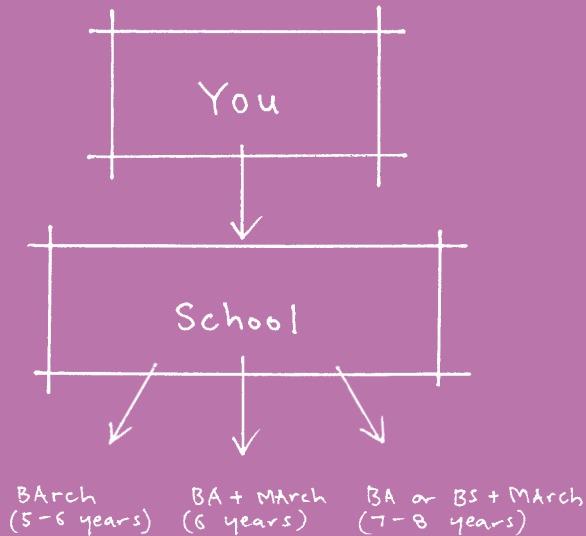 You
School
BArch
(5-6 years)
BA + MArch
(6 years)
BA or BS + MArch
(7-8 years)